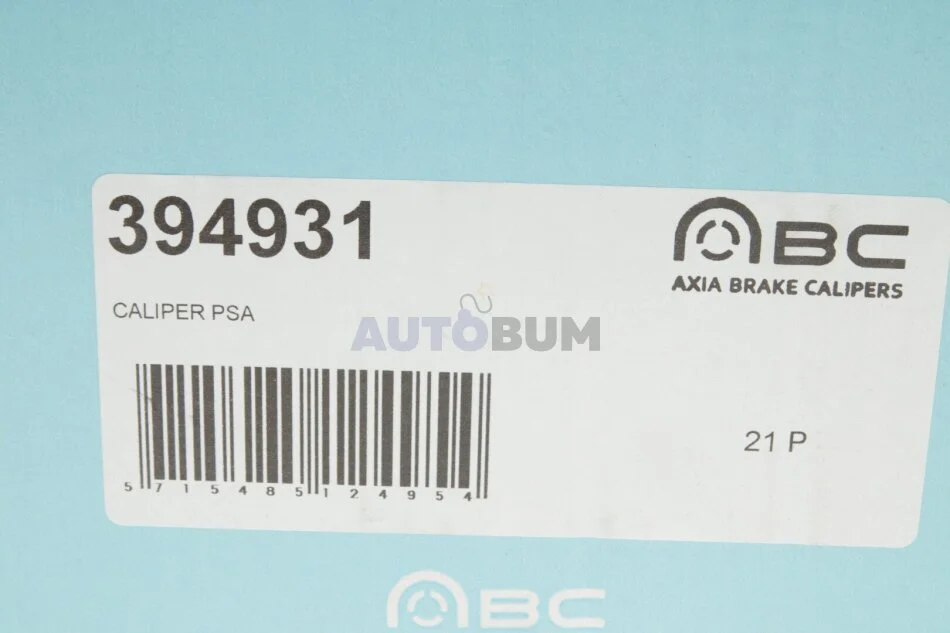 394931
ABC
AXIA BRAKE CALIPERS
CALIPER PSA
AUTOBUM
21 P
5 715485 124954
ABC